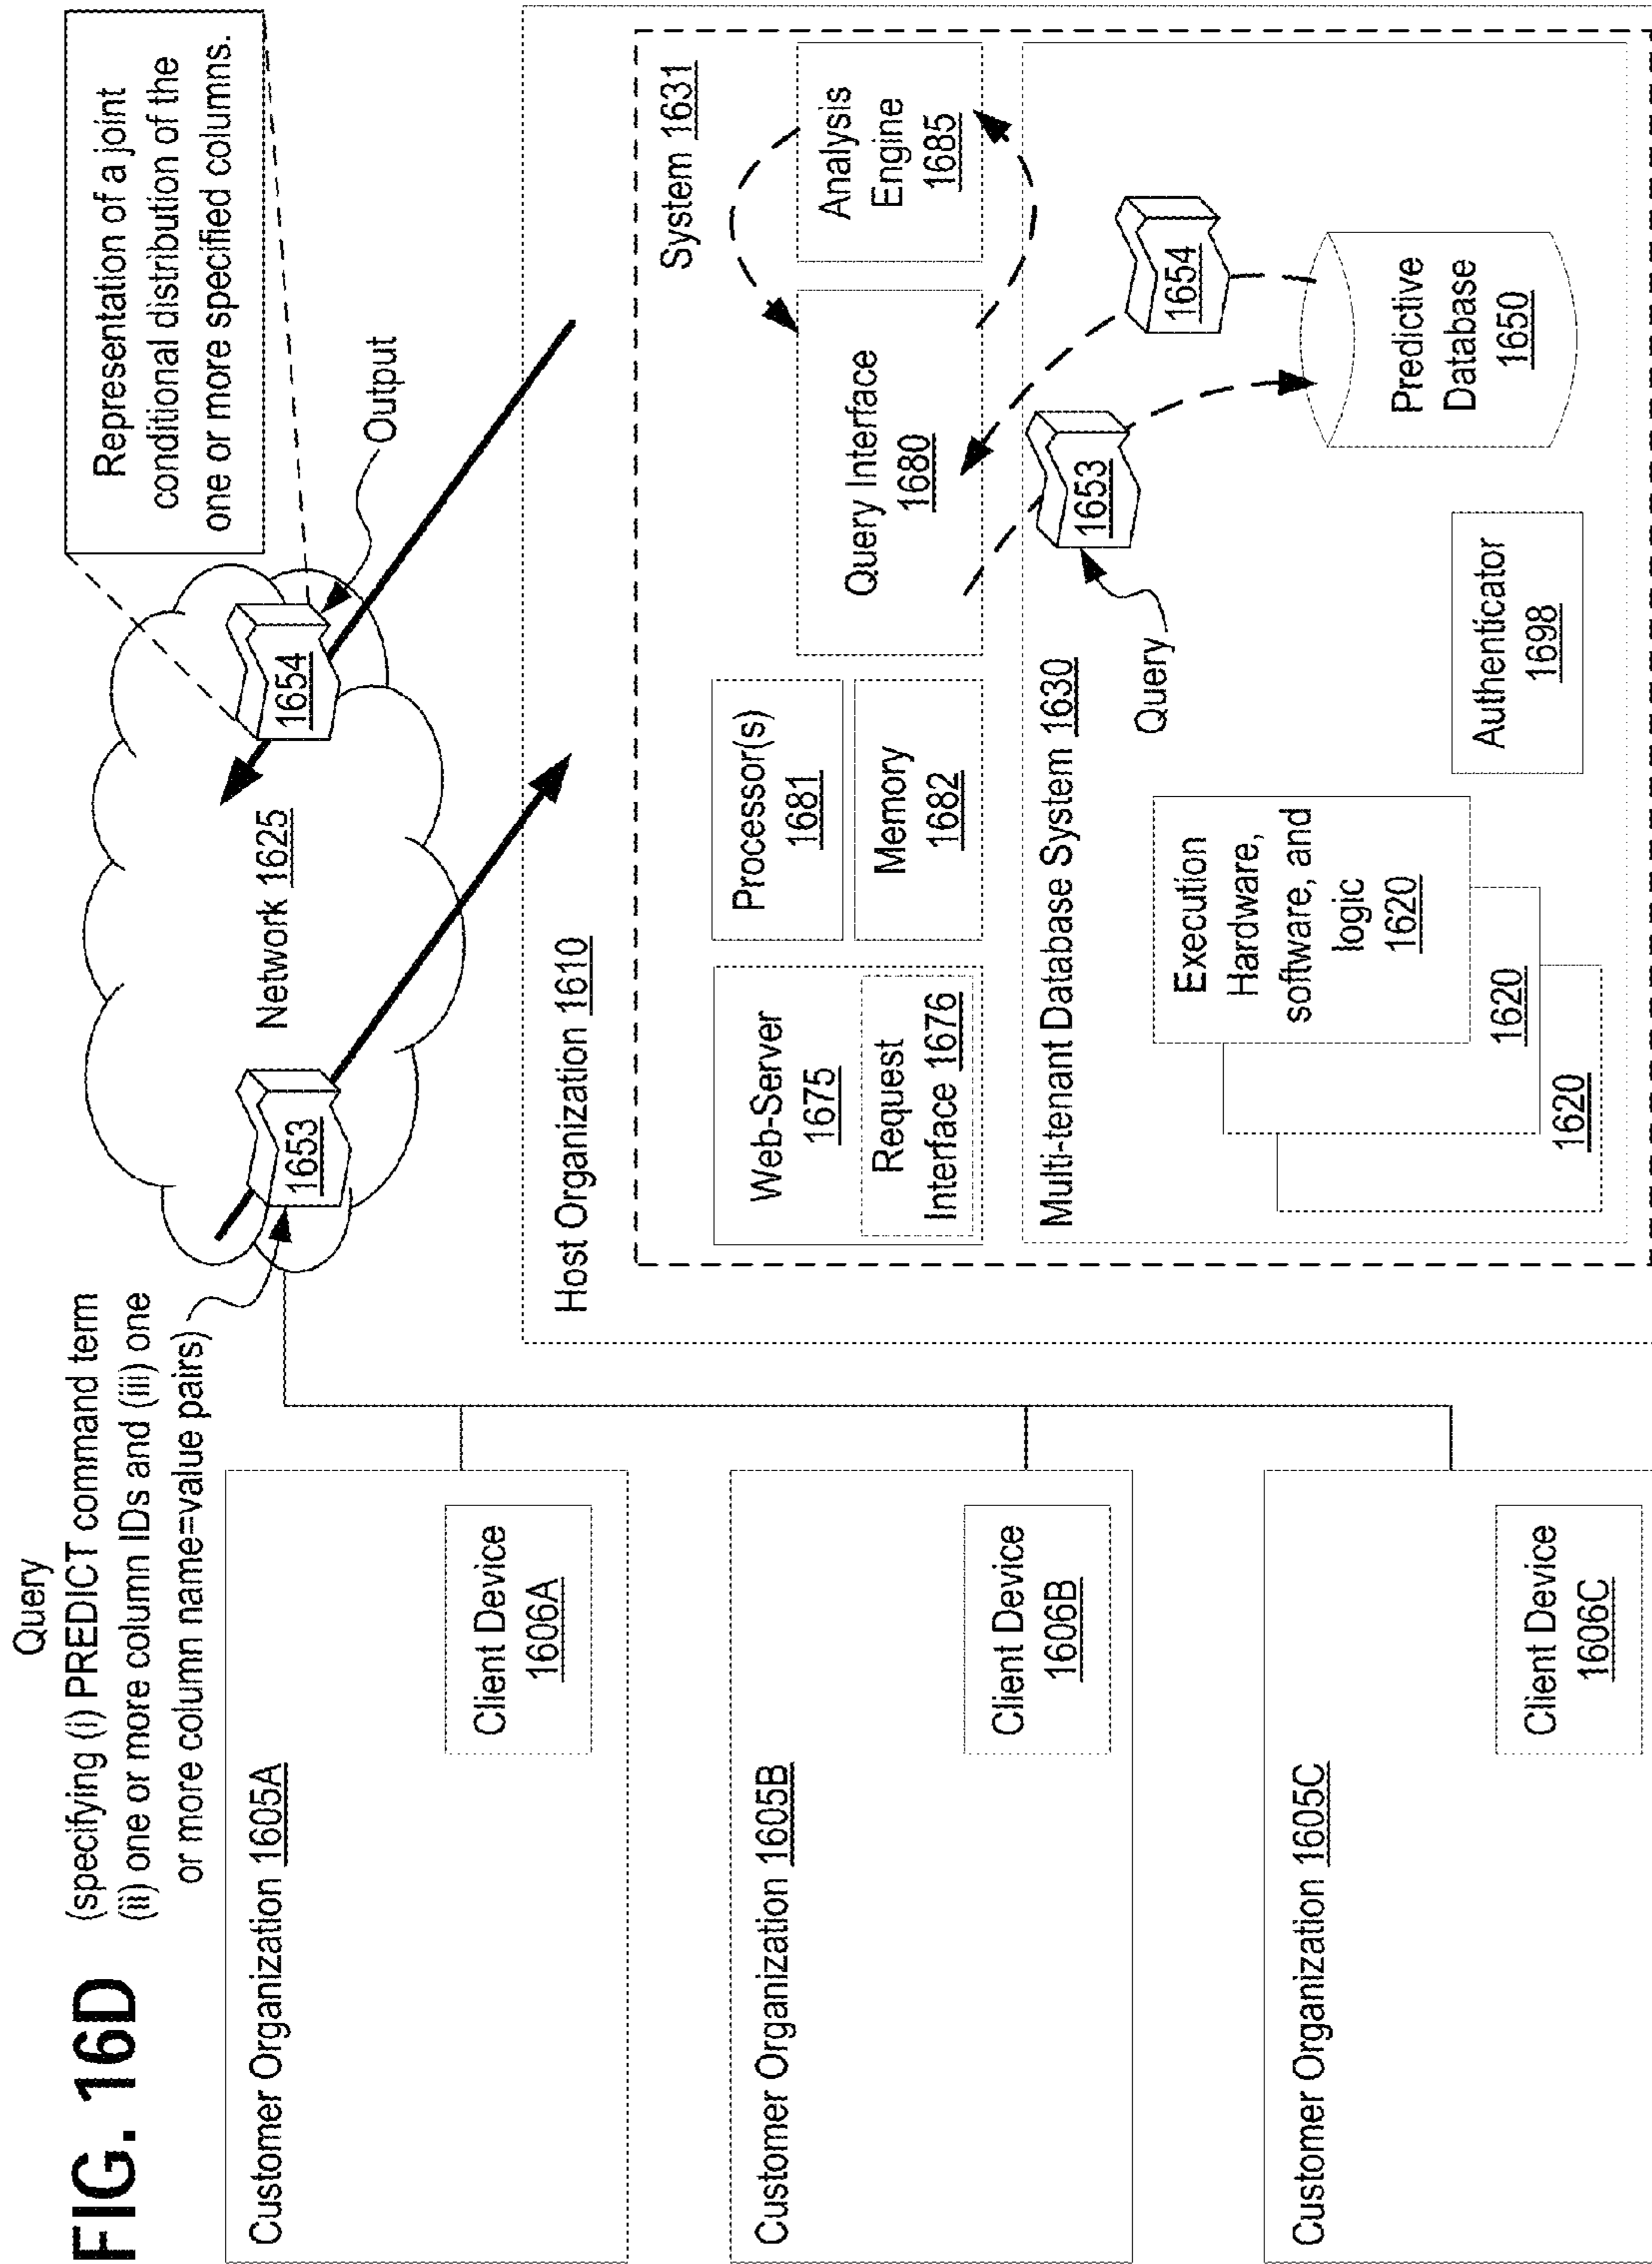 FIG. 16D
Query
(specifying (i) PREDICT command term
(ii) one or more column IDs and (iii) one
or more column name=value pairs)
Customer Organization 1605A
Client Device
1606A
Customer Organization 1605B
Client Device
1606B
Customer Organization 1605C
Client Device
1606C
1653
Network 1625
1654
Output
Representation of a joint
conditional distribution of the
one or more specified columns.
Host Organization 1610
System 1631
Web-Server
1675
Request
Interface 1676
Processor(s)
1681
Memory
1682
Query Interface
1680
Analysis
Engine
1685
Multi-tenant Database System 1630
Query
1653
1654
Execution
Hardware,
software, and
logic
1620
1620
1620
Authenticator
1698
Predictive
Database
1650